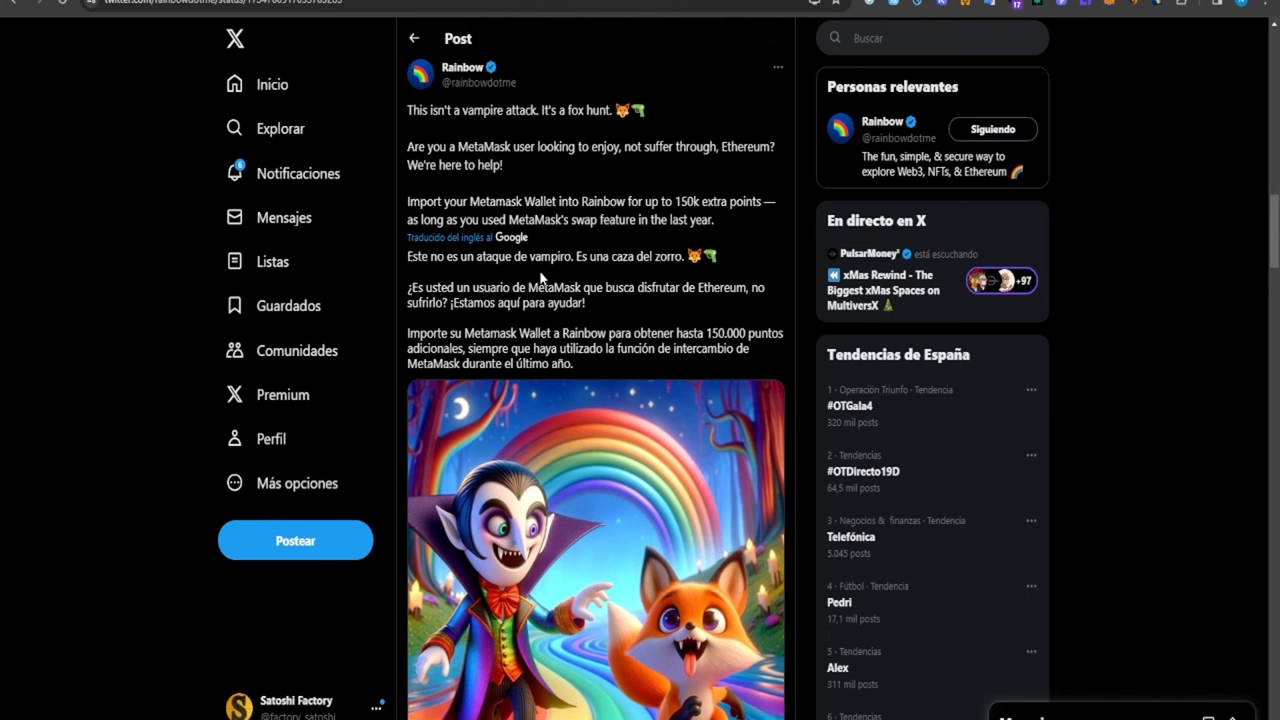 Post
Rainbow
@rainbowdotme
This isn't a vampire attack. It's a fox hunt. 🦊🔫
Are you a MetaMask user looking to enjoy, not suffer through, Ethereum?
We're here to help!
Import your Metamask Wallet into Rainbow for up to 150k extra points —
as long as you used MetaMask's swap feature in the last year.
Traducido del inglés al Google
Este no es un ataque de vampiro. Es una caza del zorro. 🦊🔫
¿Es usted un usuario de MetaMask que busca disfrutar de Ethereum, no
sufrirlo? ¡Estamos aquí para ayudar!
Importe su Metamask Wallet a Rainbow para obtener hasta 150.000 puntos
adicionales, siempre que haya utilizado la función de intercambio de
MetaMask durante el último año.
Inicio
Explorar
6
Notificaciones
Mensajes
Listas
Guardados
Comunidades
Premium
Perfil
Más opciones
Postear
Satoshi Factory
@factory_satoshi
17
Buscar
Personas relevantes
Rainbow
@rainbowdotme
Siguiendo
The fun, simple, & secure way to
explore Web3, NFTs, & Ethereum 🌈
En directo en X
PulsarMoney está escuchando
⏪ xMas Rewind - The
Biggest xMas Spaces on
MultiversX 🎄
+97
Tendencias de España
1 · Operación Triunfo · Tendencia
#OTGala4
320 mil posts
2 · Tendencias
#OTDirecto19D
64,5 mil posts
3 · Negocios & finanzas · Tendencia
Telefónica
5.045 posts
4 · Fútbol · Tendencia
Pedri
17,1 mil posts
5 · Tendencias
Alex
311 mil posts